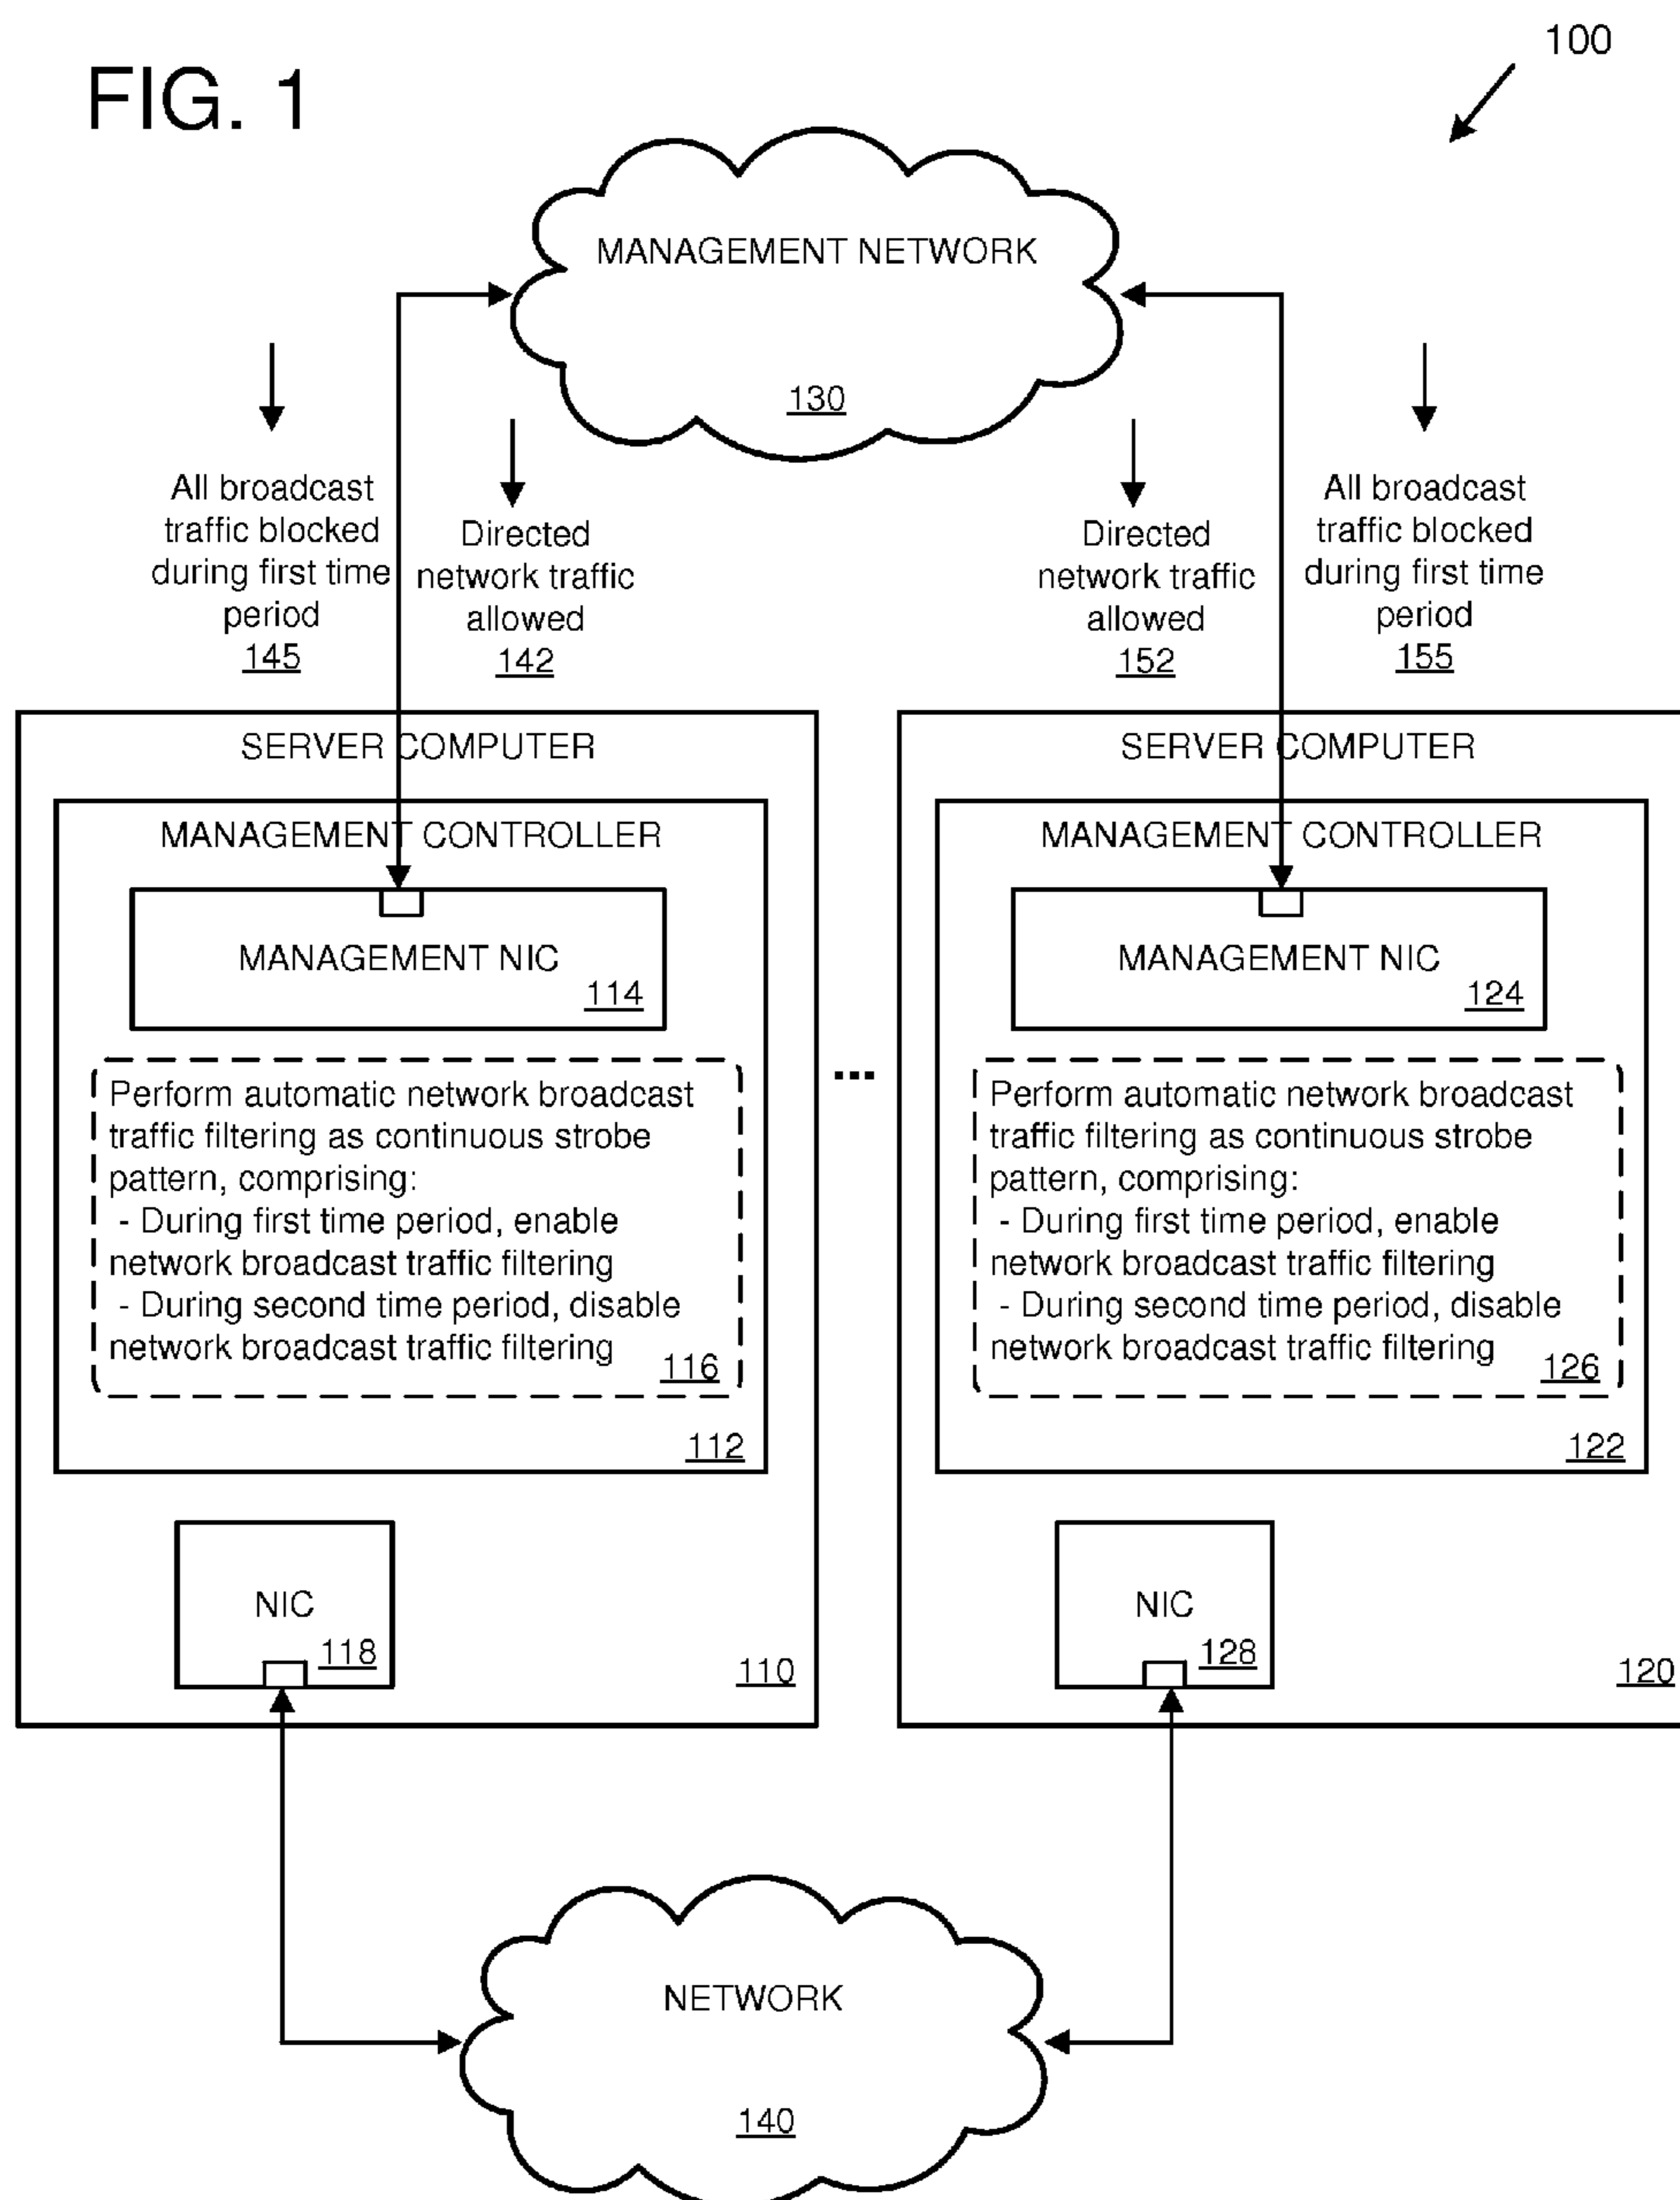 FIG. 1
100
MANAGEMENT NETWORK
130
All broadcast
traffic blocked
during first time
period
145
Directed
network traffic
allowed
142
Directed
network traffic
allowed
152
All broadcast
traffic blocked
during first time
period
155
SERVER COMPUTER
MANAGEMENT CONTROLLER
MANAGEMENT NIC
114
Perform automatic network broadcast
traffic filtering as continuous strobe
pattern, comprising:
- During first time period, enable
network broadcast traffic filtering
- During second time period, disable
network broadcast traffic filtering
116
112
NIC
118
110
...
SERVER COMPUTER
MANAGEMENT CONTROLLER
MANAGEMENT NIC
124
Perform automatic network broadcast
traffic filtering as continuous strobe
pattern, comprising:
- During first time period, enable
network broadcast traffic filtering
- During second time period, disable
network broadcast traffic filtering
126
122
NIC
128
120
NETWORK
140